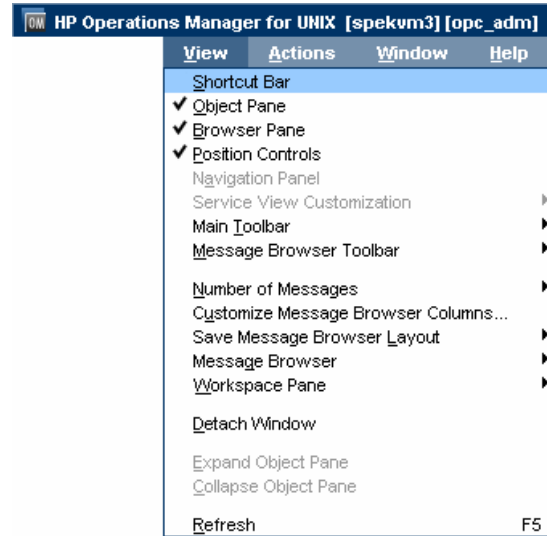 OM HP Operations Manager for UNIX [spekvm3] [opc_adm]
View Actions Window Help
Shortcut Bar
Object Pane
Browser Pane
Position Controls
Navigation Panel
Service View Customization
Main Toolbar
Message Browser Toolbar
Number of Messages
Customize Message Browser Columns...
Save Message Browser Layout
Message Browser
Workspace Pane
Detach Window
Expand Object Pane
Collapse Object Pane
Refresh F5